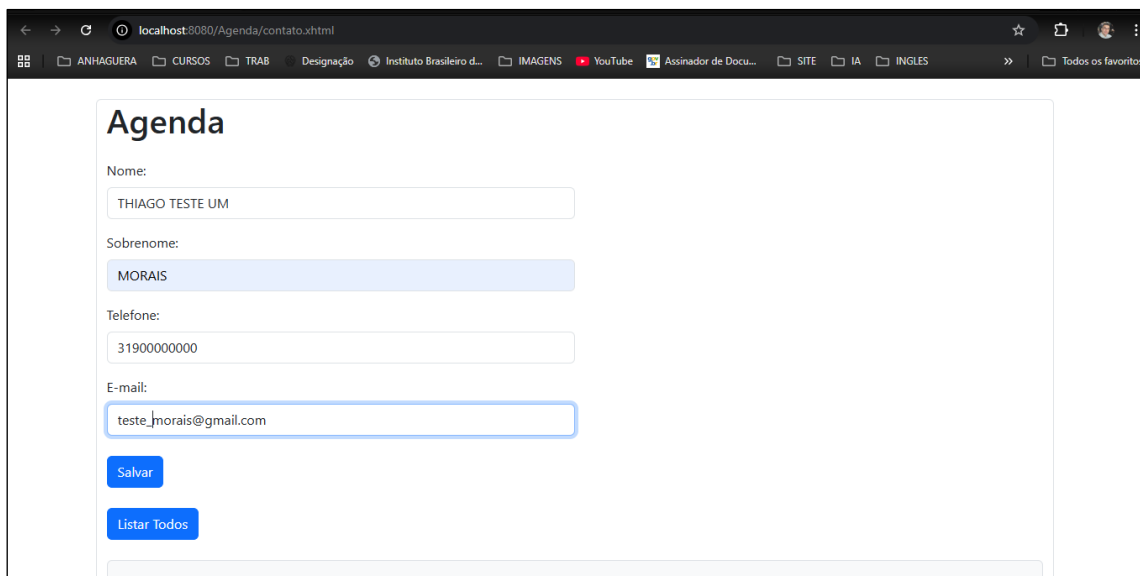 localhost:8080/Agenda/contato.xhtml
ANHAGUERA CURSOS TRAB Designação Instituto Brasileiro d... IMAGENS YouTube Assinador de Docu... SITE IA INGLES » Todos os favoritos
Agenda
Nome:
THIAGO TESTE UM
Sobrenome:
MORAIS
Telefone:
31900000000
E-mail:
teste_morais@gmail.com
Salvar
Listar Todos